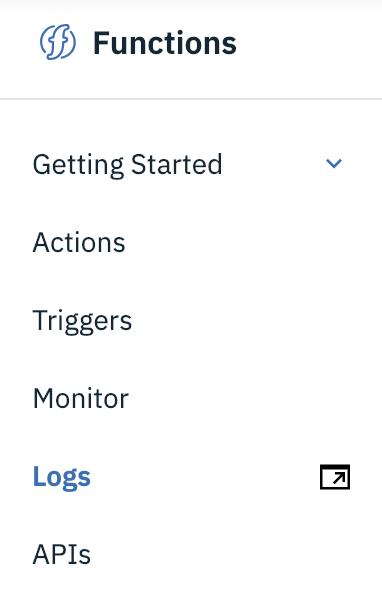 Functions
Getting Started
Actions
Triggers
Monitor
Logs
APIs